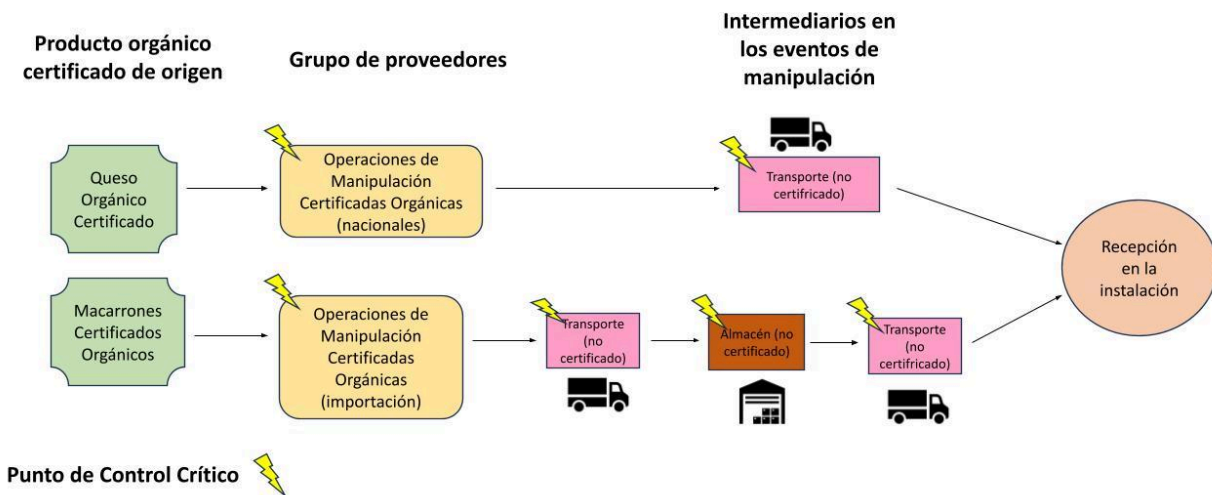 Producto orgánico
certificado de origen
Grupo de proveedores
Intermediarios en
los eventos de
manipulación
Queso
Orgánico
Certificado
Operaciones de
Manipulación
Certificadas Orgánicas
(nacionales)
Transporte (no
certifricado)
Macarrones
Certificados
Orgánicos
Operaciones de
Manipulación
Certificadas
Orgánicas
(importación)
Transporte
(no
certificado)
Almacén (no
certificado)
Transporte
(no
certifricado)
Recepción
en la
instalación
Punto de Control Crítico